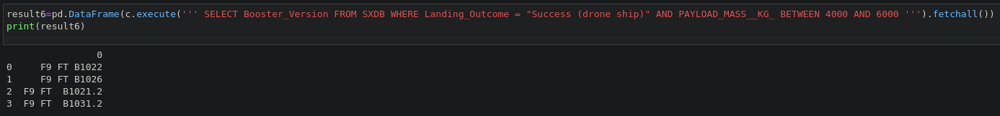 result6=pd.DataFrame(c.execute(''' SELECT Booster_Version FROM SXDB WHERE Landing_Outcome = "Success (drone ship)" AND PAYLOAD_MASS__KG_ BETWEEN 4000 AND 6000 ''').fetchall())
print(result6)
                0
0     F9 FT B1022
1     F9 FT B1026
2  F9 FT  B1021.2
3  F9 FT  B1031.2